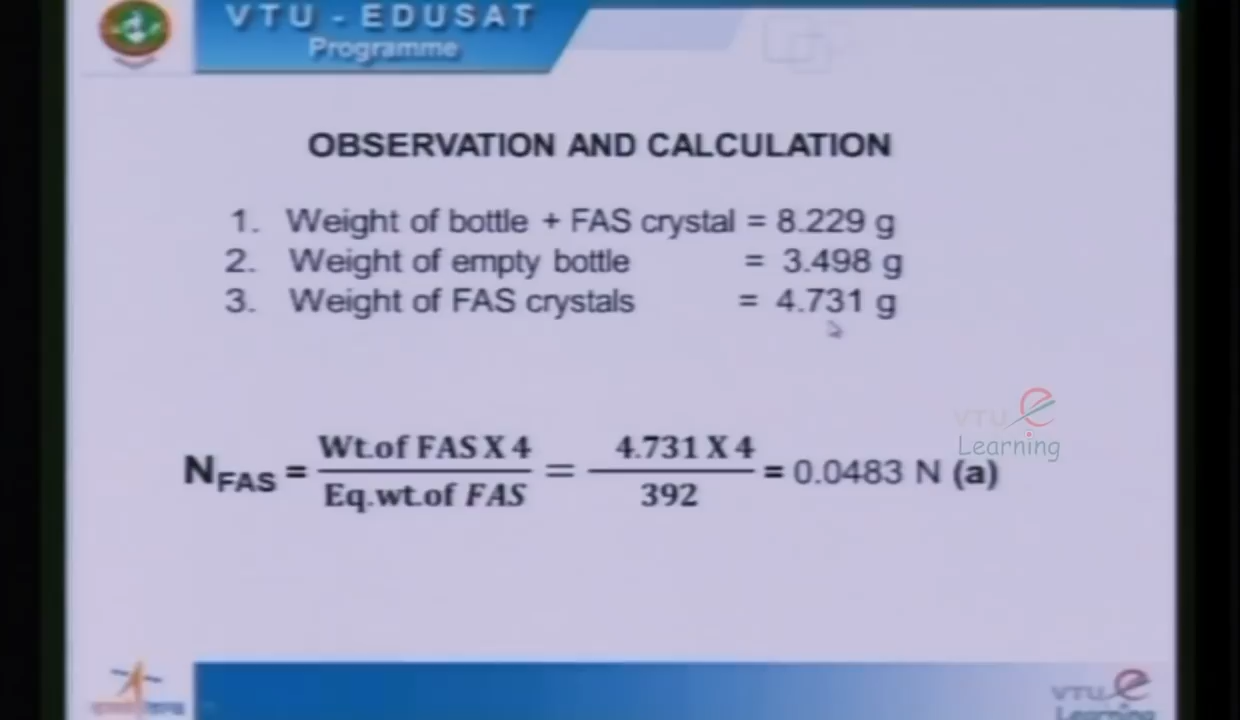 VTU - EDUSAT
Programme
OBSERVATION AND CALCULATION
1. Weight of bottle + FAS crystal = 8.229 g
2. Weight of empty bottle = 3.498 g
3. Weight of FAS crystals = 4.731 g
VTU e
Learning
N_FAS = Wt.of FAS X 4 / Eq.wt.of FAS = 4.731 X 4 / 392 = 0.0483 N (a)
VTU e
Learning